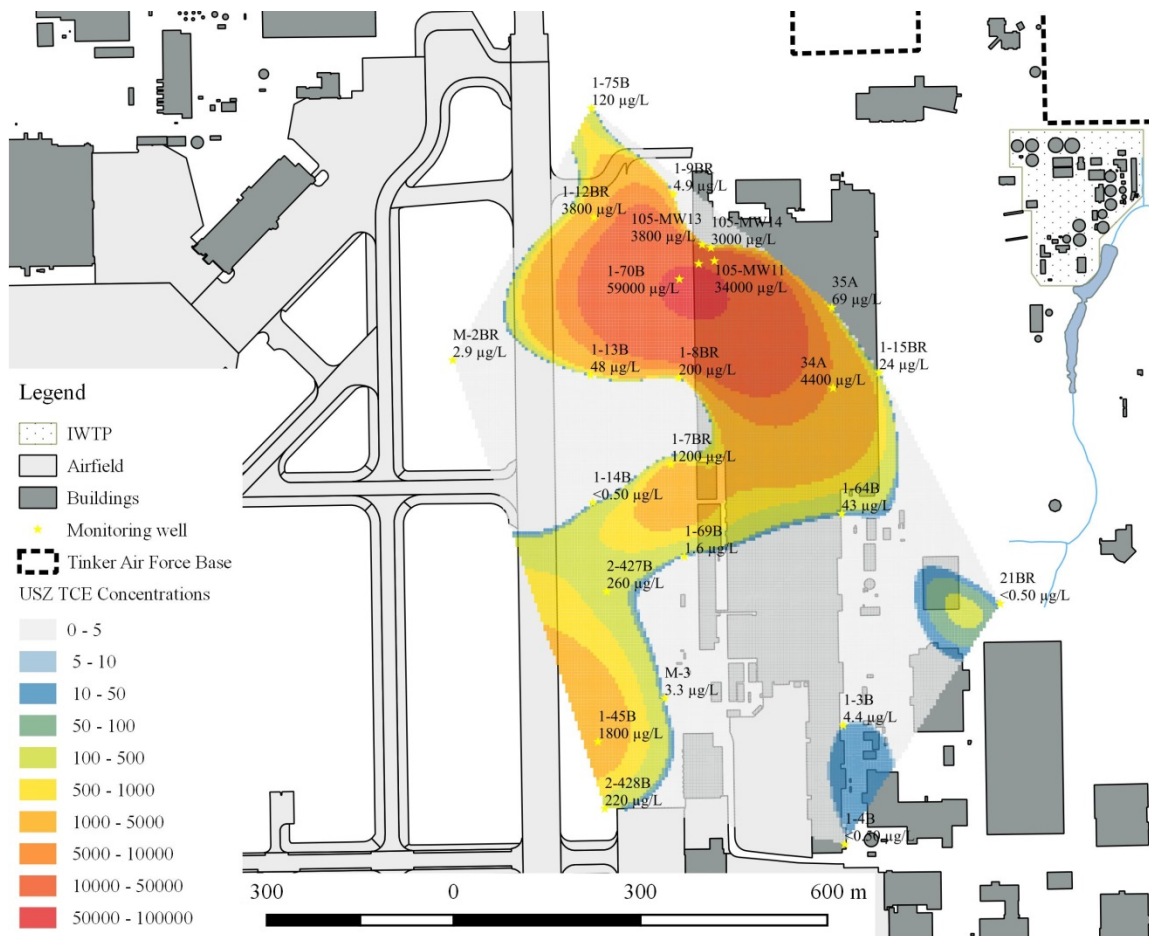 1-75B
120 µg/L
1-9BR
4.9 µg/L
1-12BR
3800 µg/L
105-MW13
3800 µg/L
105-MW14
3000 µg/L
1-70B
59000 µg/L
105-MW11
34000 µg/L
35A
69 µg/L
M-2BR
2.9 µg/L
1-13B
48 µg/L
1-8BR
200 µg/L
34A
4400 µg/L
1-15BR
24 µg/L
1-7BR
1200 µg/L
1-14B
<0.50 µg/L
1-64B
43 µg/L
1-69B
1.6 µg/L
2-427B
260 µg/L
21BR
<0.50 µg/L
M-3
3.3 µg/L
1-45B
1800 µg/L
1-3B
4.4 µg/L
2-428B
220 µg/L
1-4B
<0.50 µg/L
Legend
IWTP
Airfield
Buildings
Monitoring well
Tinker Air Force Base
USZ TCE Concentrations
0 - 5
5 - 10
10 - 50
50 - 100
100 - 500
500 - 1000
1000 - 5000
5000 - 10000
10000 - 50000
50000 - 100000
300 0 300 600 m